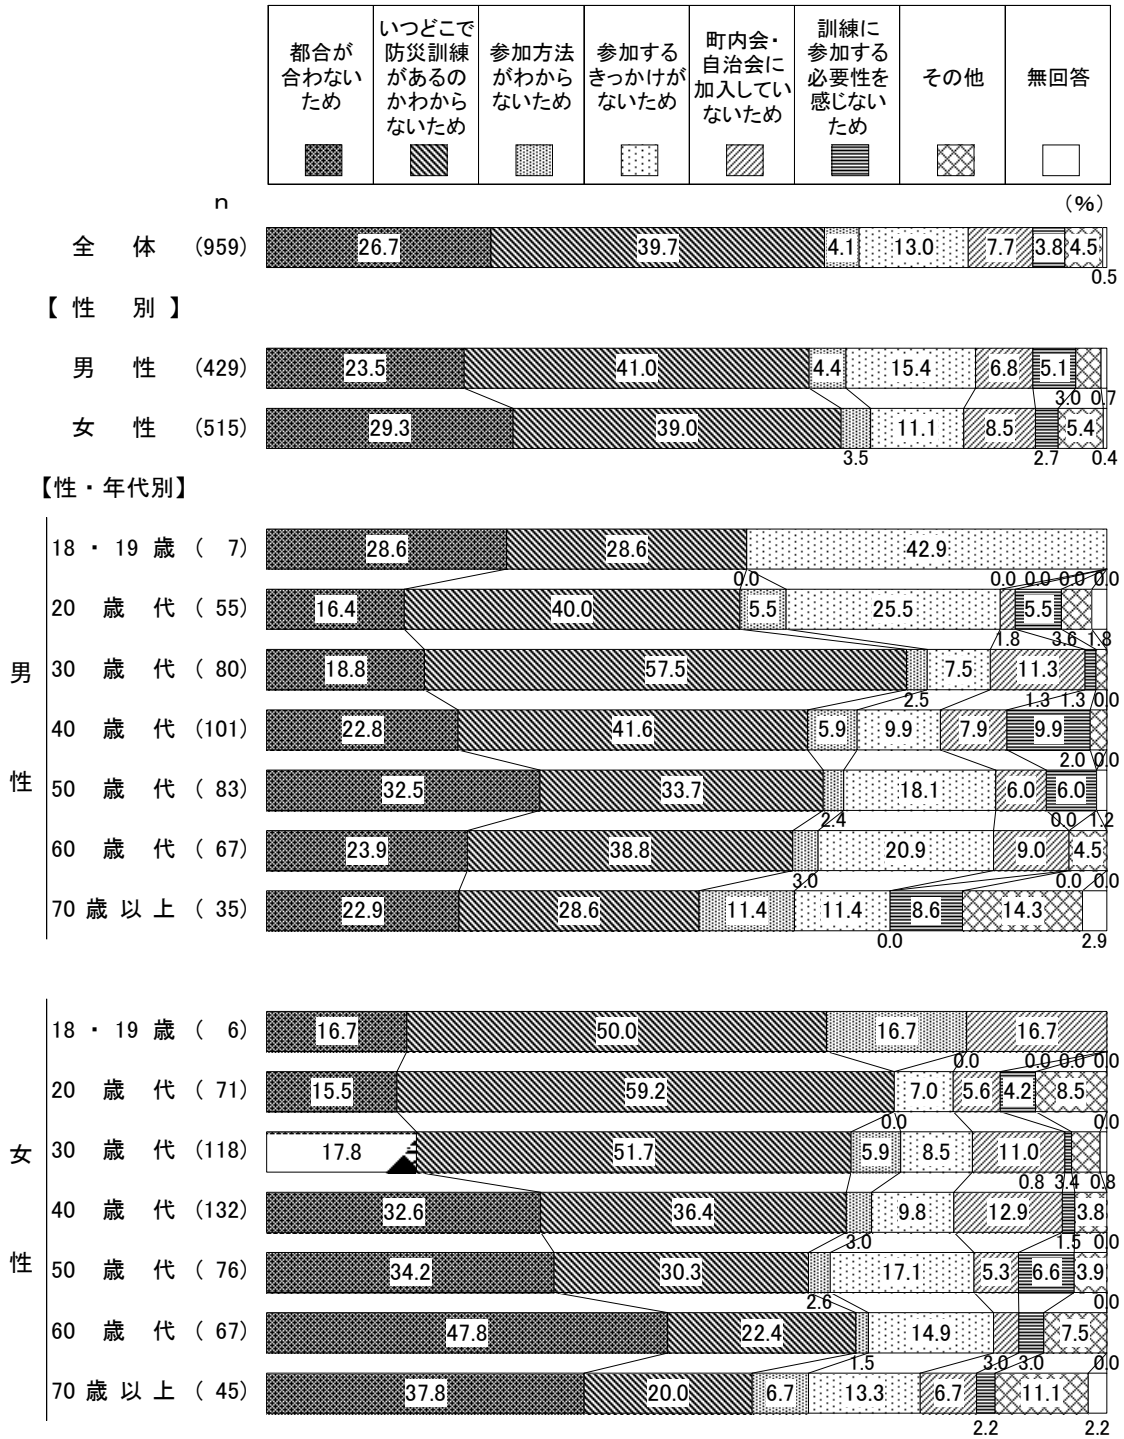 都合が
合わない
ため
いつどこで
防災訓練
があるの
かわから
ないため
参加方法
がわから
ないため
参加する
きっかけが
ないため
町内会・
自治会に
加入してい
ないため
訓練に
参加する
必要性を
感じない
ため
その他
無回答
n (%)
全 体 (959) 26.7 39.7 4.1 13.0 7.7 3.8 4.5
0.5
【 性 別 】
男 性 (429) 23.5 41.0 4.4 15.4 6.8 5.1
3.0 0.7
女 性 (515) 29.3 39.0 11.1 8.5 5.4
3.5 2.7 0.4
【性・年代別】
男性
18 ・ 19 歳 ( 7) 28.6 28.6 42.9
0.0 0.0 0.0 0.0 0.0
20 歳 代 ( 55) 16.4 40.0 5.5 25.5 5.5
1.8 3.6 1.8
30 歳 代 ( 80) 18.8 57.5 7.5 11.3
2.5 1.3 1.3 0.0
40 歳 代 (101) 22.8 41.6 5.9 9.9 7.9 9.9
2.0 0.0
50 歳 代 ( 83) 32.5 33.7 18.1 6.0 6.0
2.4 0.0 1.2
60 歳 代 ( 67) 23.9 38.8 20.9 9.0 4.5
3.0 0.0 0.0
70 歳 以 上 ( 35) 22.9 28.6 11.4 11.4 8.6 14.3
0.0 2.9
女性
18 ・ 19 歳 ( 6) 16.7 50.0 16.7 16.7
0.0 0.0 0.0 0.0
20 歳 代 ( 71) 15.5 59.2 7.0 5.6 4.2 8.5
0.0 0.0
30 歳 代 (118) 17.8 51.7 5.9 8.5 11.0
0.8 3.4 0.8
40 歳 代 (132) 32.6 36.4 9.8 12.9 3.8
3.0 1.5 0.0
50 歳 代 ( 76) 34.2 30.3 17.1 5.3 6.6 3.9
2.6 0.0
60 歳 代 ( 67) 47.8 22.4 14.9 7.5
1.5 3.0 3.0 0.0
70 歳 以 上 ( 45) 37.8 20.0 6.7 13.3 6.7 11.1
2.2 2.2